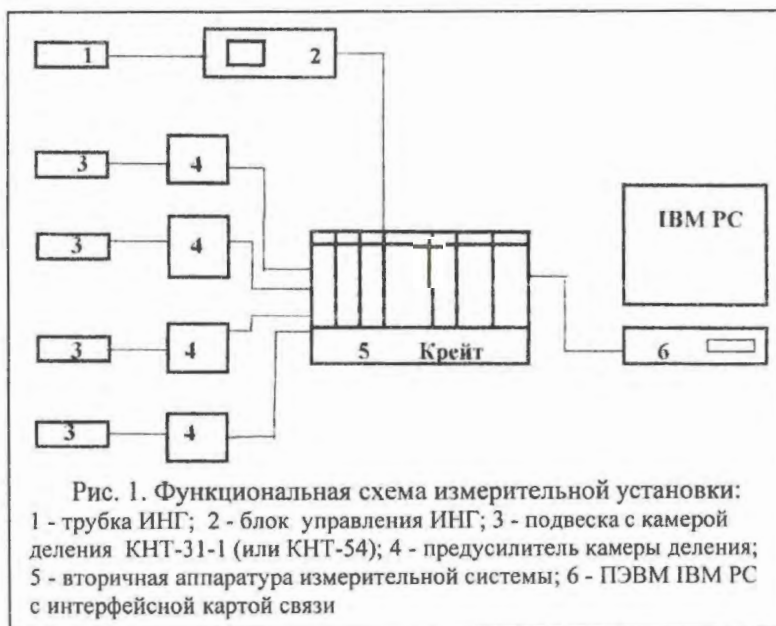 1
2
3
4
3
4
IBM PC
3
4
5 Крейт
6
3
4
Рис. 1. Функциональная схема измерительной установки:
1 - трубка ИНГ; 2 - блок управления ИНГ; 3 - подвеска с камерой
деления КНТ-31-1 (или КНТ-54); 4 - предусилитель камеры деления;
5 - вторичная аппаратура измерительной системы; 6 - ПЭВМ IBM PC
с интерфейсной картой связи